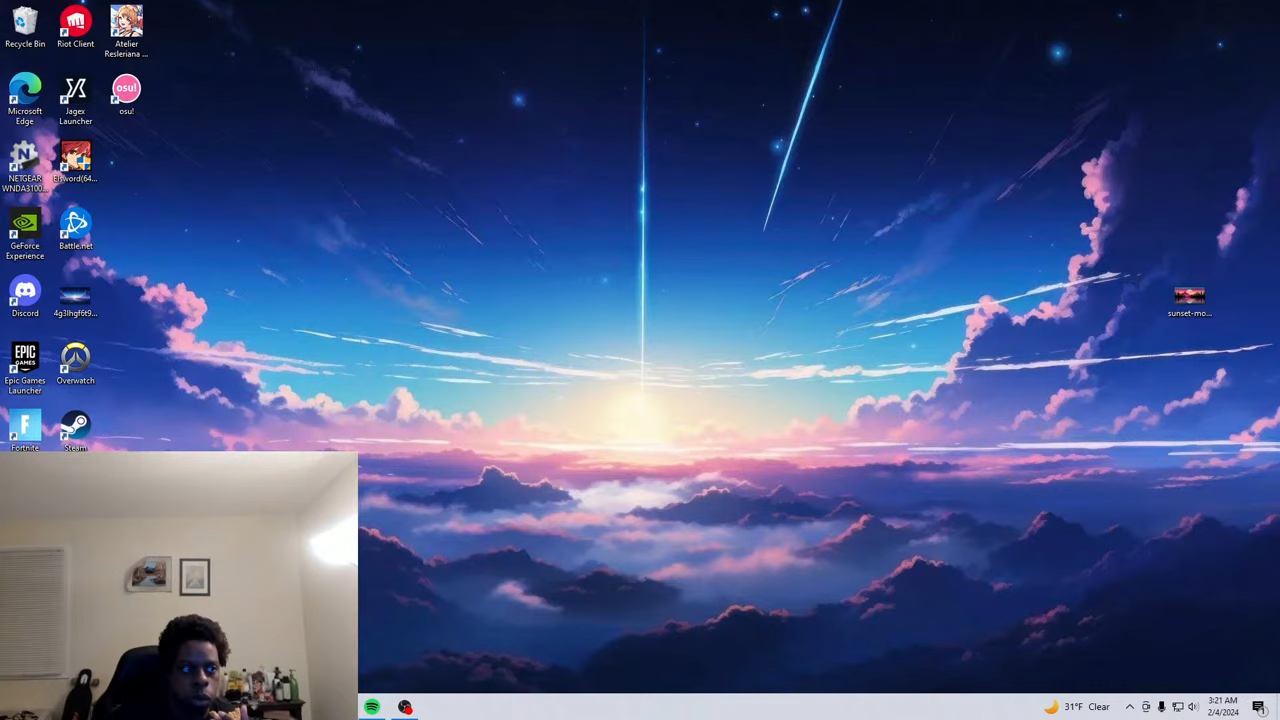 Recycle Bin
Riot Client
Atelier
Resleriana ...
Microsoft
Edge
Jagex
Launcher
osu!
osu!
N
NETGEAR
WNDA3100...
Elsword(64...
GeForce
Experience
Battle.net
Discord
4g3lhgf6t9...
EPIC
GAMES
Epic Games
Launcher
Overwatch
F
Fortnite
Steam
sunset-mo...
31°F Clear
3:21 AM
2/4/2024
1